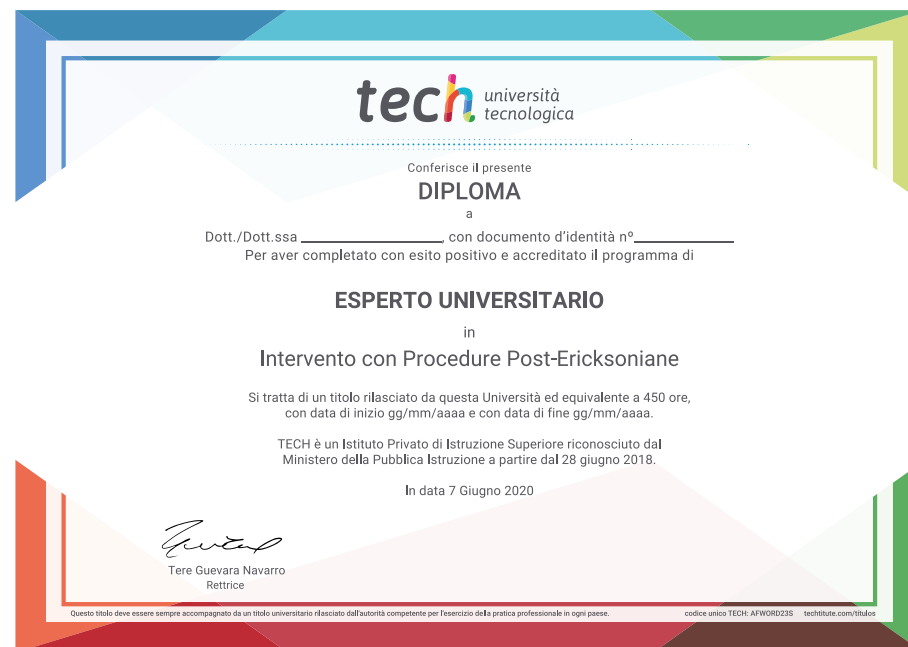 tech università
tecnologica
Conferisce il presente
DIPLOMA
a
Dott./Dott.ssa ________________, con documento d'identità nº____________
Per aver completato con esito positivo e accreditato il programma di
ESPERTO UNIVERSITARIO
in
Intervento con Procedure Post-Ericksoniane
Si tratta di un titolo rilasciato da questa Università ed equivalente a 450 ore,
con data di inizio gg/mm/aaaa e con data di fine gg/mm/aaaa.
TECH è un Istituto Privato di Istruzione Superiore riconosciuto dal
Ministero della Pubblica Istruzione a partire dal 28 giugno 2018.
In data 7 Giugno 2020
Tere Guevara Navarro
Rettrice
Questo titolo deve essere sempre accompagnato da un titolo universitario rilasciato dall'autorità competente per l'esercizio della pratica professionale in ogni paese. codice unico TECH: AFWORD23S techtitute.com/titulos